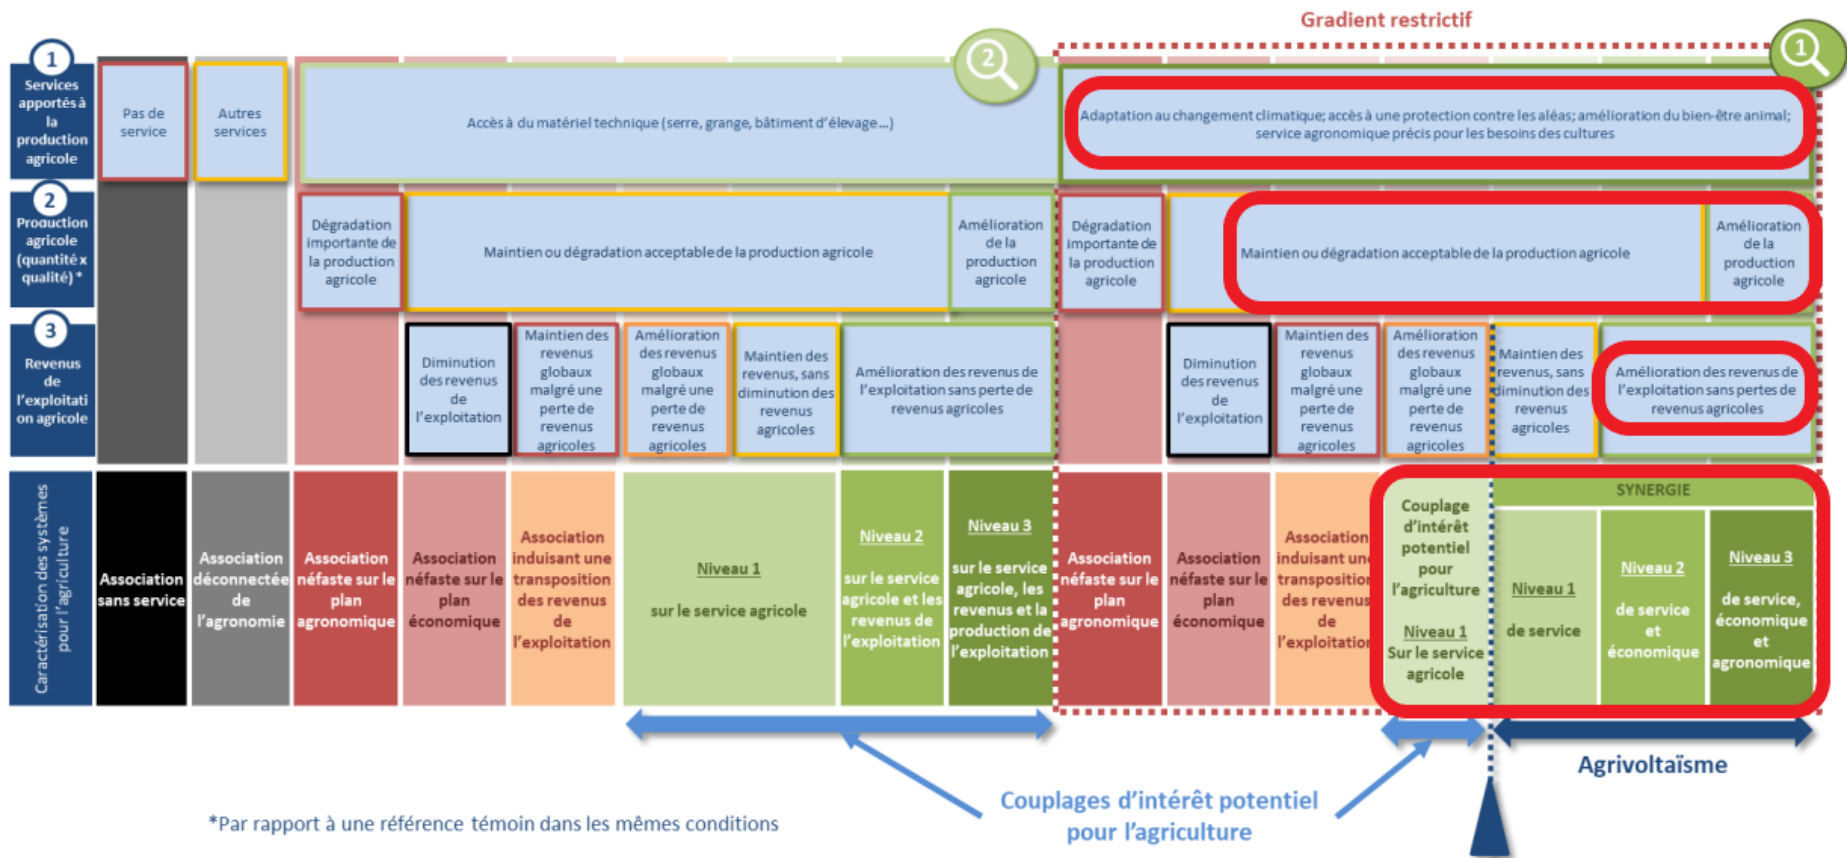 Gradient restrictif
1
Services
apportés à
la
production
agricole
Pas de
service
Autres
services
Accès à du matériel technique (serre, grange, bâtiment d'élevage...)
2
1
Adaptation au changement climatique; accès à une protection contre les aléas; amélioration du bien-être animal;
service agronomique précis pour les besoins des cultures
2
Production
agricole
(quantité x
qualité) *
Dégradation
importante de
la production
agricole
Maintien ou dégradation acceptable de la production agricole
Amélioration
de la
production
agricole
Dégradation
importante de
la production
agricole
Maintien ou dégradation acceptable de la production agricole
Amélioration
de la
production
agricole
3
Revenus
de
l'exploitati
on agricole
Diminution
des revenus
de
l'exploitation
Maintien des
revenus
globaux
malgré une
perte de
revenus
agricoles
Amélioration
des revenus
globaux
malgré une
perte de
revenus
agricoles
Maintien des
revenus, sans
diminution des
revenus
agricoles
Amélioration des revenus de
l'exploitation sans perte de
revenus agricoles
Diminution
des revenus
de
l'exploitation
Maintien des
revenus
globaux
malgré une
perte de
revenus
agricoles
Amélioration
des revenus
globaux
malgré une
perte de
revenus
agricoles
Maintien des
revenus, sans
diminution des
revenus
agricoles
Amélioration des revenus de
l'exploitation sans pertes de
revenus agricoles
Caractérisation des systèmes
pour l'agriculture
Association
sans service
Association
déconnectée
de
l'agronomie
Association
néfaste sur le
plan
agronomique
Association
néfaste sur le
plan
économique
Association
induisant une
transposition
des revenus
de
l'exploitation
Niveau 1
sur le service agricole
Niveau 2
sur le service
agricole et les
revenus de
l'exploitation
Niveau 3
sur le service
agricole, les
revenus et la
production de
l'exploitation
Association
néfaste sur le
plan
agronomique
Association
néfaste sur le
plan
économique
Association
induisant une
transposition
des revenus
de
l'exploitation
Couplage
d'intérêt
potentiel
pour
l'agriculture
Niveau 1
Sur le service
agricole
SYNERGIE
Niveau 1
de service
Niveau 2
de service
et
économique
Niveau 3
de service,
économique
et
agronomique
Agrivoltaïsme
Couplages d'intérêt potentiel
pour l'agriculture
*Par rapport à une référence témoin dans les mêmes conditions